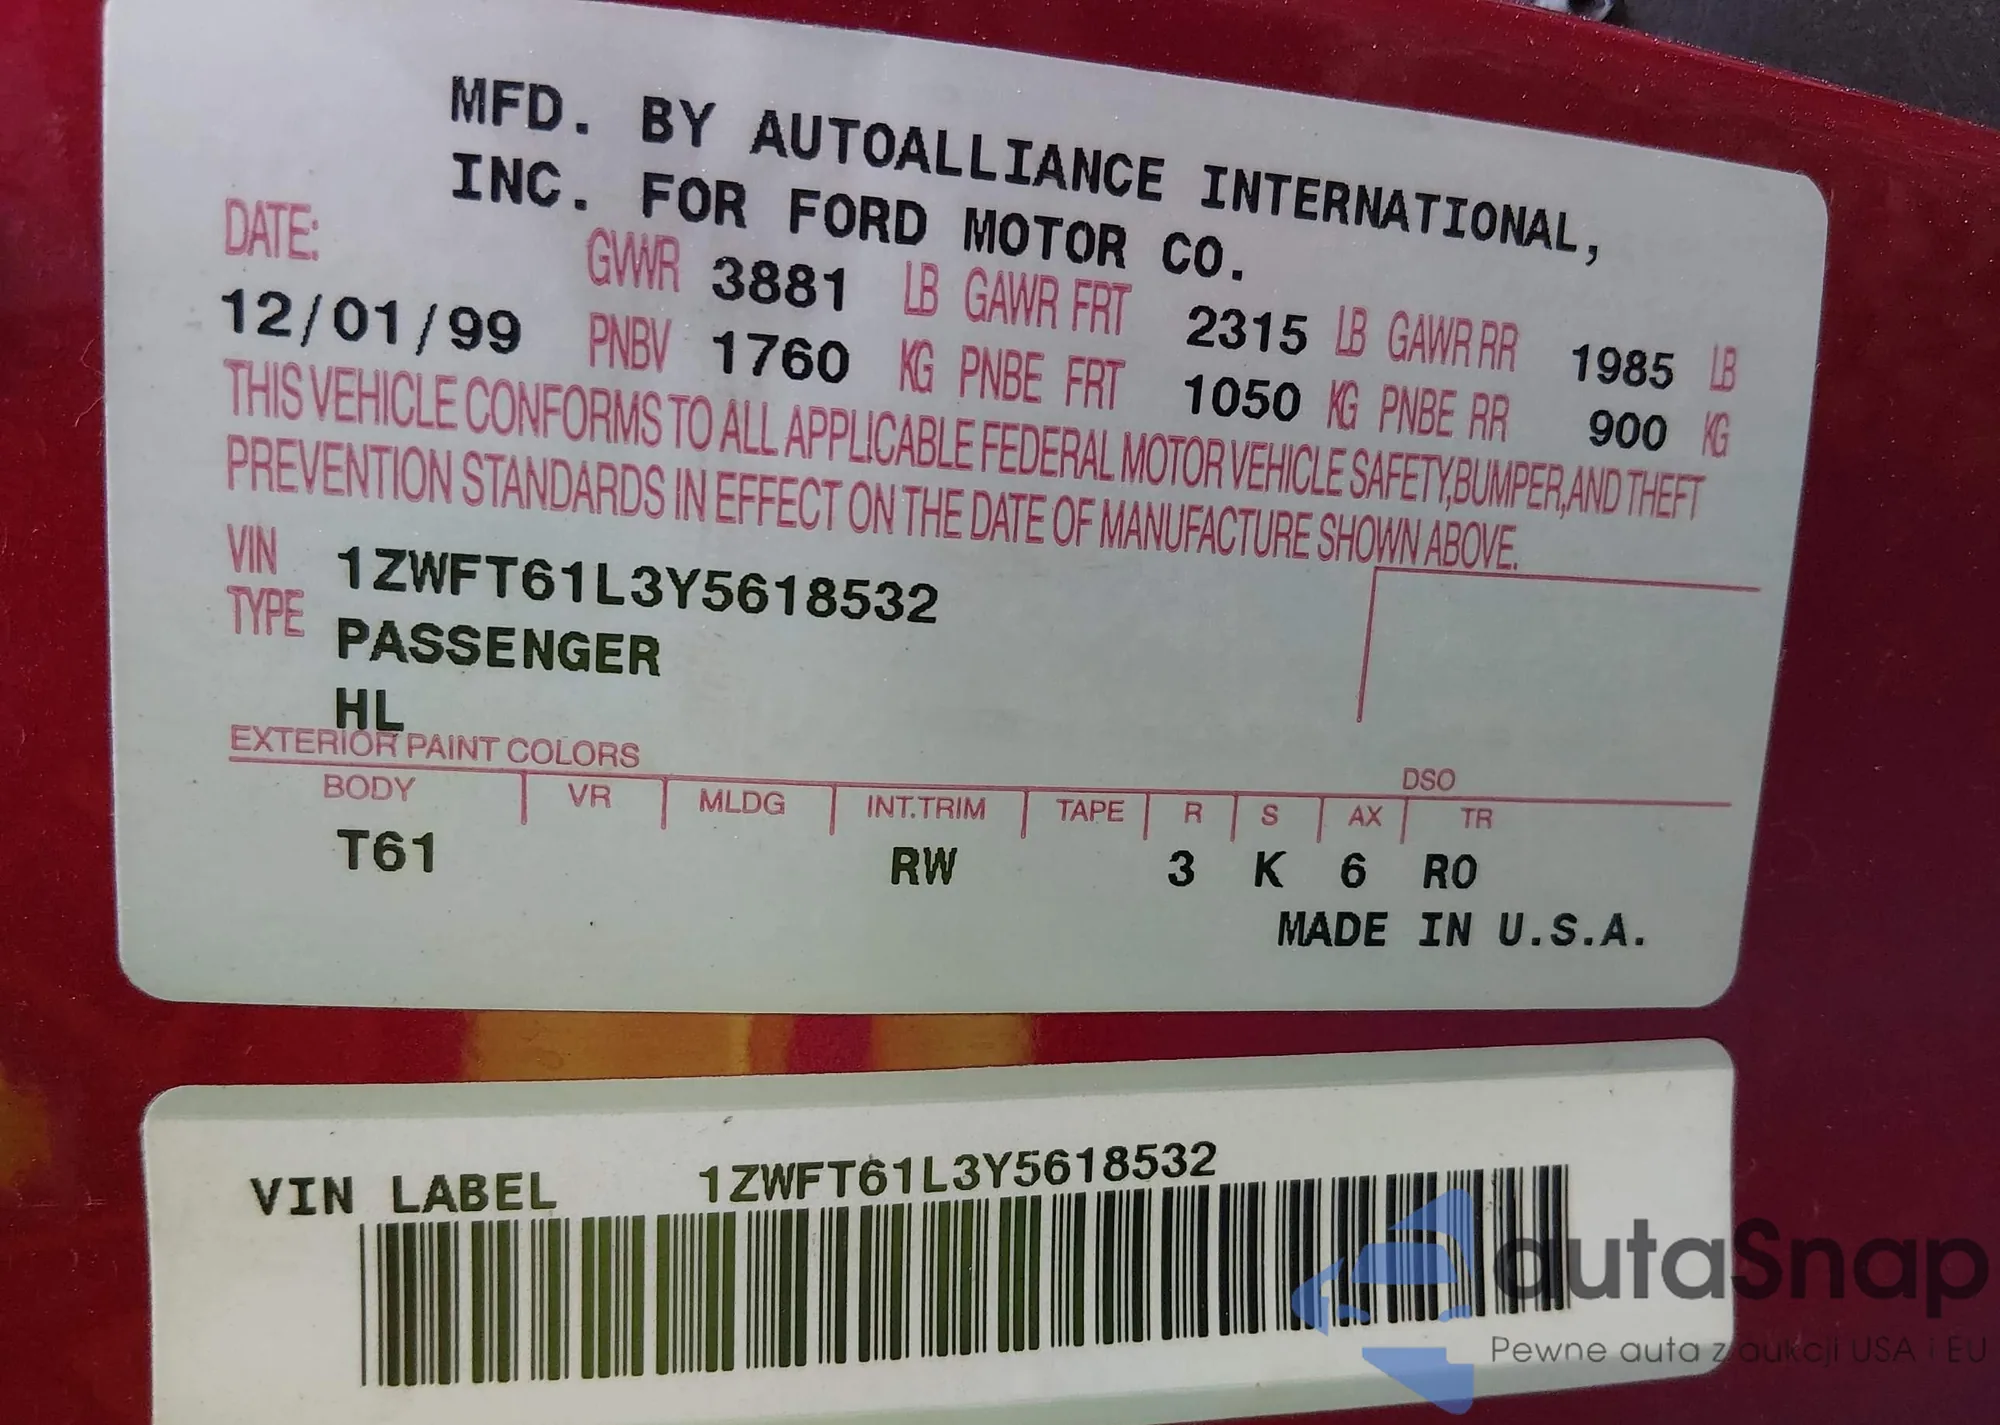 MFD. BY AUTOALLIANCE INTERNATIONAL,
INC. FOR FORD MOTOR CO.
DATE: GVWR 3881 LB GAWR FRT 2315 LB GAWR RR 1985 LB
12/01/99 PNBV 1760 KG PNBE FRT 1050 KG PNBE RR 900 KG
THIS VEHICLE CONFORMS TO ALL APPLICABLE FEDERAL MOTOR VEHICLE SAFETY,BUMPER,AND THEFT
PREVENTION STANDARDS IN EFFECT ON THE DATE OF MANUFACTURE SHOWN ABOVE.
VIN 1ZWFT61L3Y5618532
TYPE PASSENGER
HL
EXTERIOR PAINT COLORS DSO
BODY VR MLDG INT.TRIM TAPE R S AX TR
T61 RW 3 K 6 RO
MADE IN U.S.A.
VIN LABEL 1ZWFT61L3Y5618532
autaSnap
Pewne auta z aukcji USA i EU